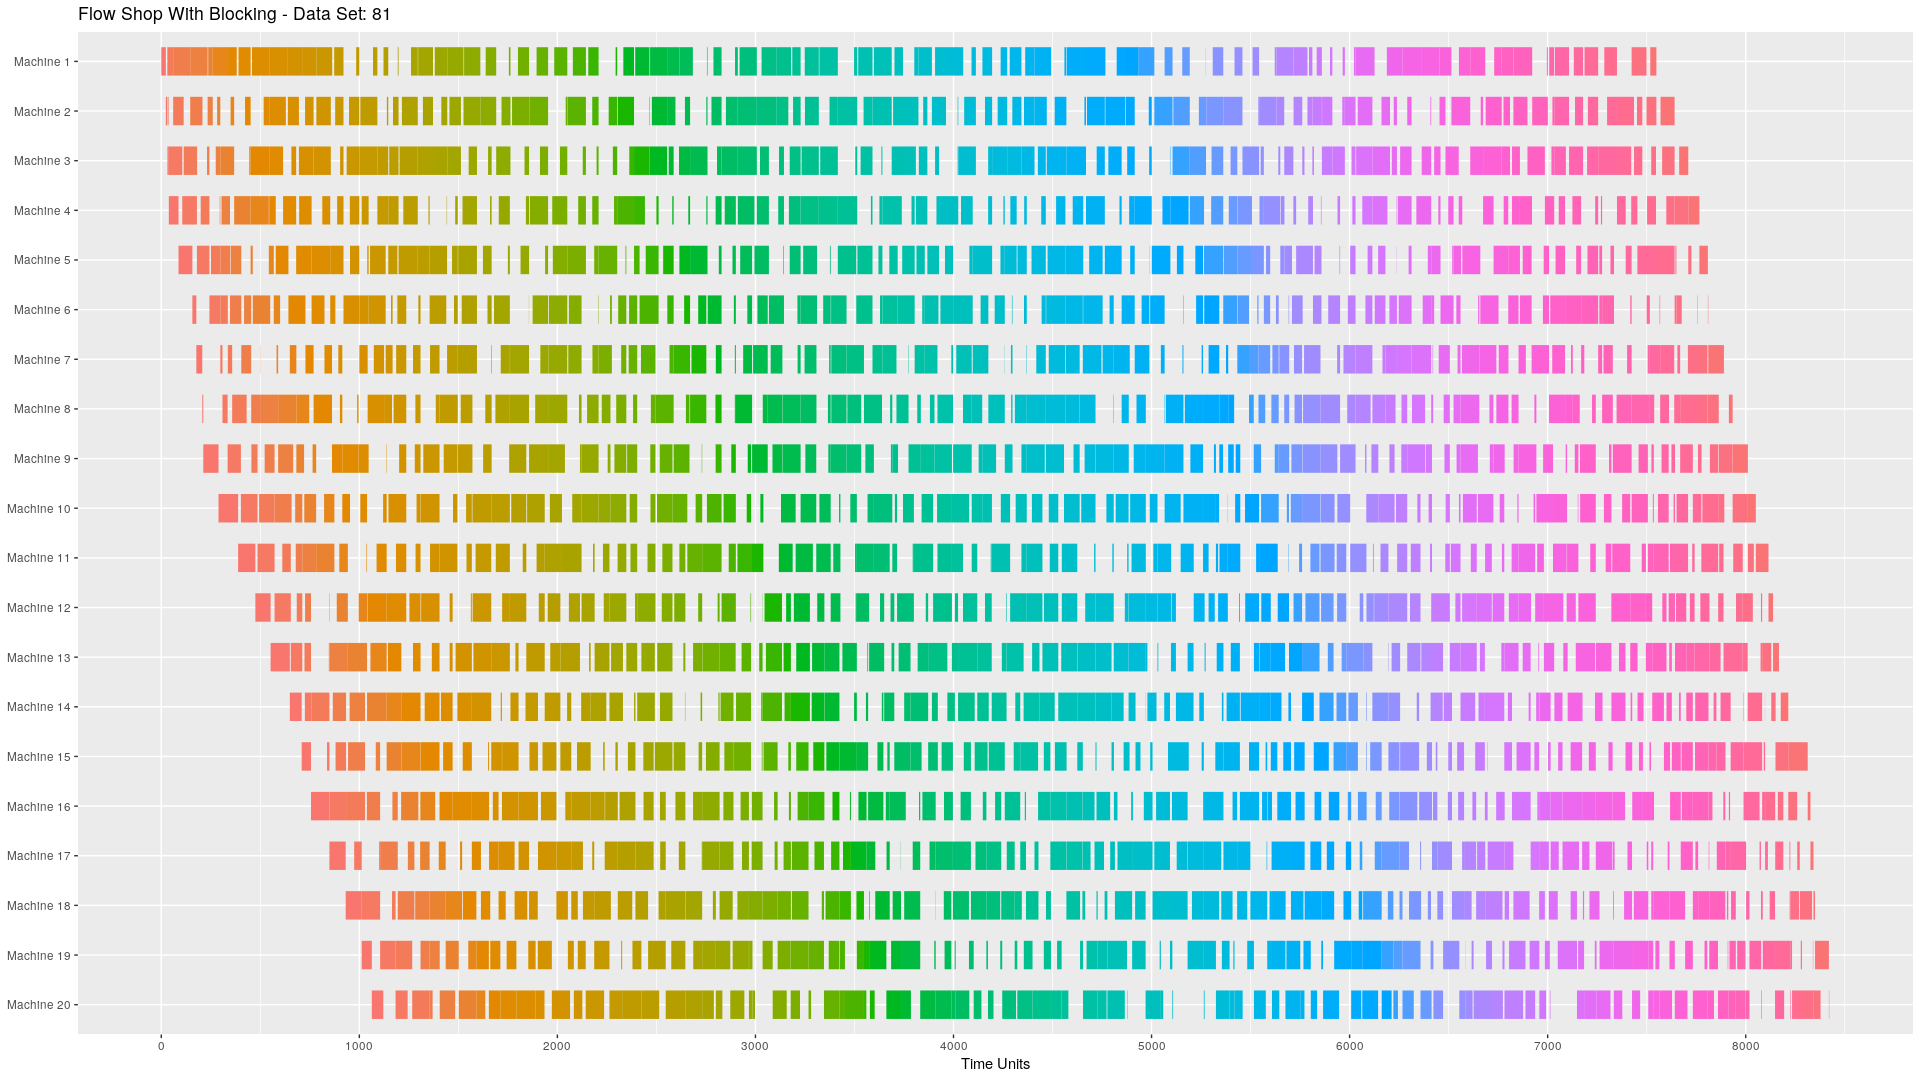 Flow Shop With Blocking - Data Set: 81
Machine 1
Machine 2
Machine 3
Machine 4
Machine 5
Machine 6
Machine 7
Machine 8
Machine 9
Machine 10
Machine 11
Machine 12
Machine 13
Machine 14
Machine 15
Machine 16
Machine 17
Machine 18
Machine 19
Machine 20
0 1000 2000 3000 4000 5000 6000 7000 8000
Time Units